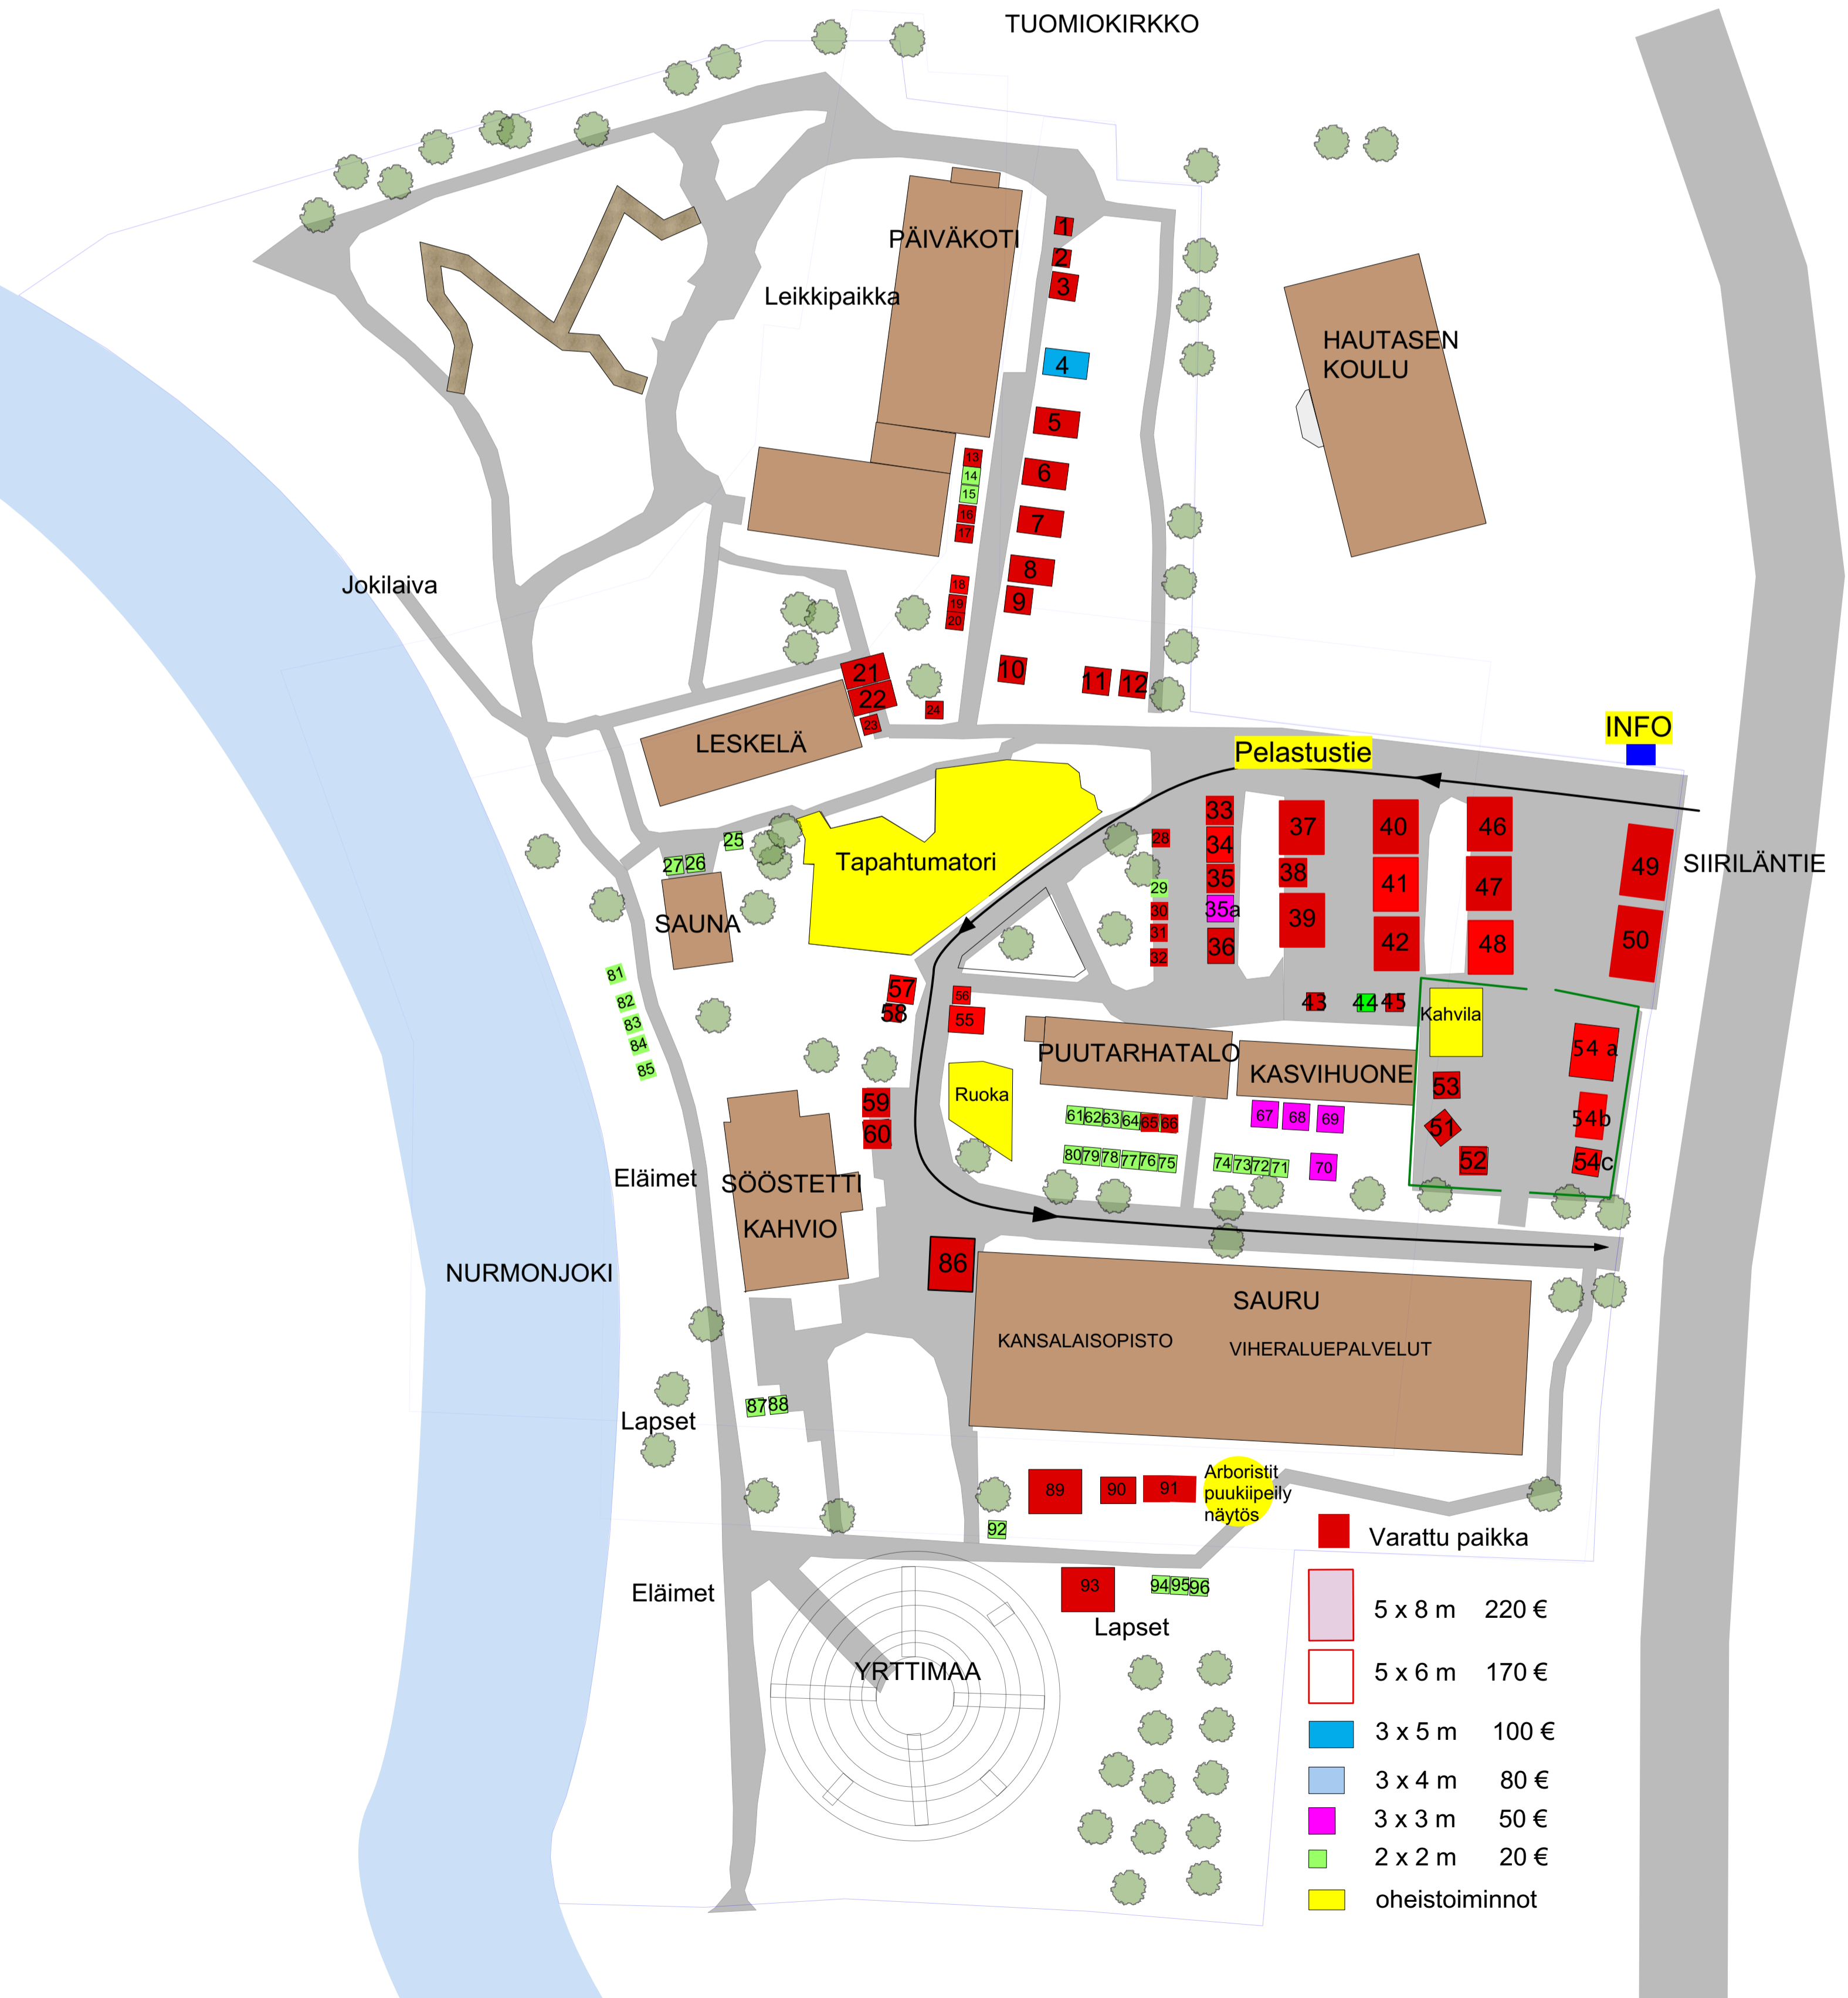 TUOMIOKIRKKO
1
PÄIVÄKOTI
2
3
Leikkipaikka
HAUTASEN
KOULU
4
5
13
6
14
15
16
7
17
8
Jokilaiva
18
9
19
20
21
10
11
12
22
24
23
INFO
LESKELÄ
Pelastustie
33
37
40
46
28
34
25
27
26
Tapahtumatori
38
49
SIIRILÄNTIE
35
41
47
29
35a
30
39
SAUNA
31
36
42
48
50
32
81
57
56
82
58
55
43
44
45
Kahvila
83
84
85
PUUTARHATALO
KASVIHUONE
54 a
53
Ruoka
59
60
61
62
63
64
65
66
67
68
69
54b
51
80
79
78
77
76
75
74
73
72
71
70
52
54c
Eläimet
SÖÖSTETTI
KAHVIO
NURMONJOKI
86
SAURU
KANSALAISOPISTO
VIHERALUEPALVELUT
87
88
Lapset
89
90
91
Arboristit
puukiipeily
näytös
92
Varattu paikka
Eläimet
93
94
95
96
5 x 8 m 220 €
Lapset
YRTTIMAA
5 x 6 m 170 €
3 x 5 m 100 €
3 x 4 m 80 €
3 x 3 m 50 €
2 x 2 m 20 €
oheistoiminnot